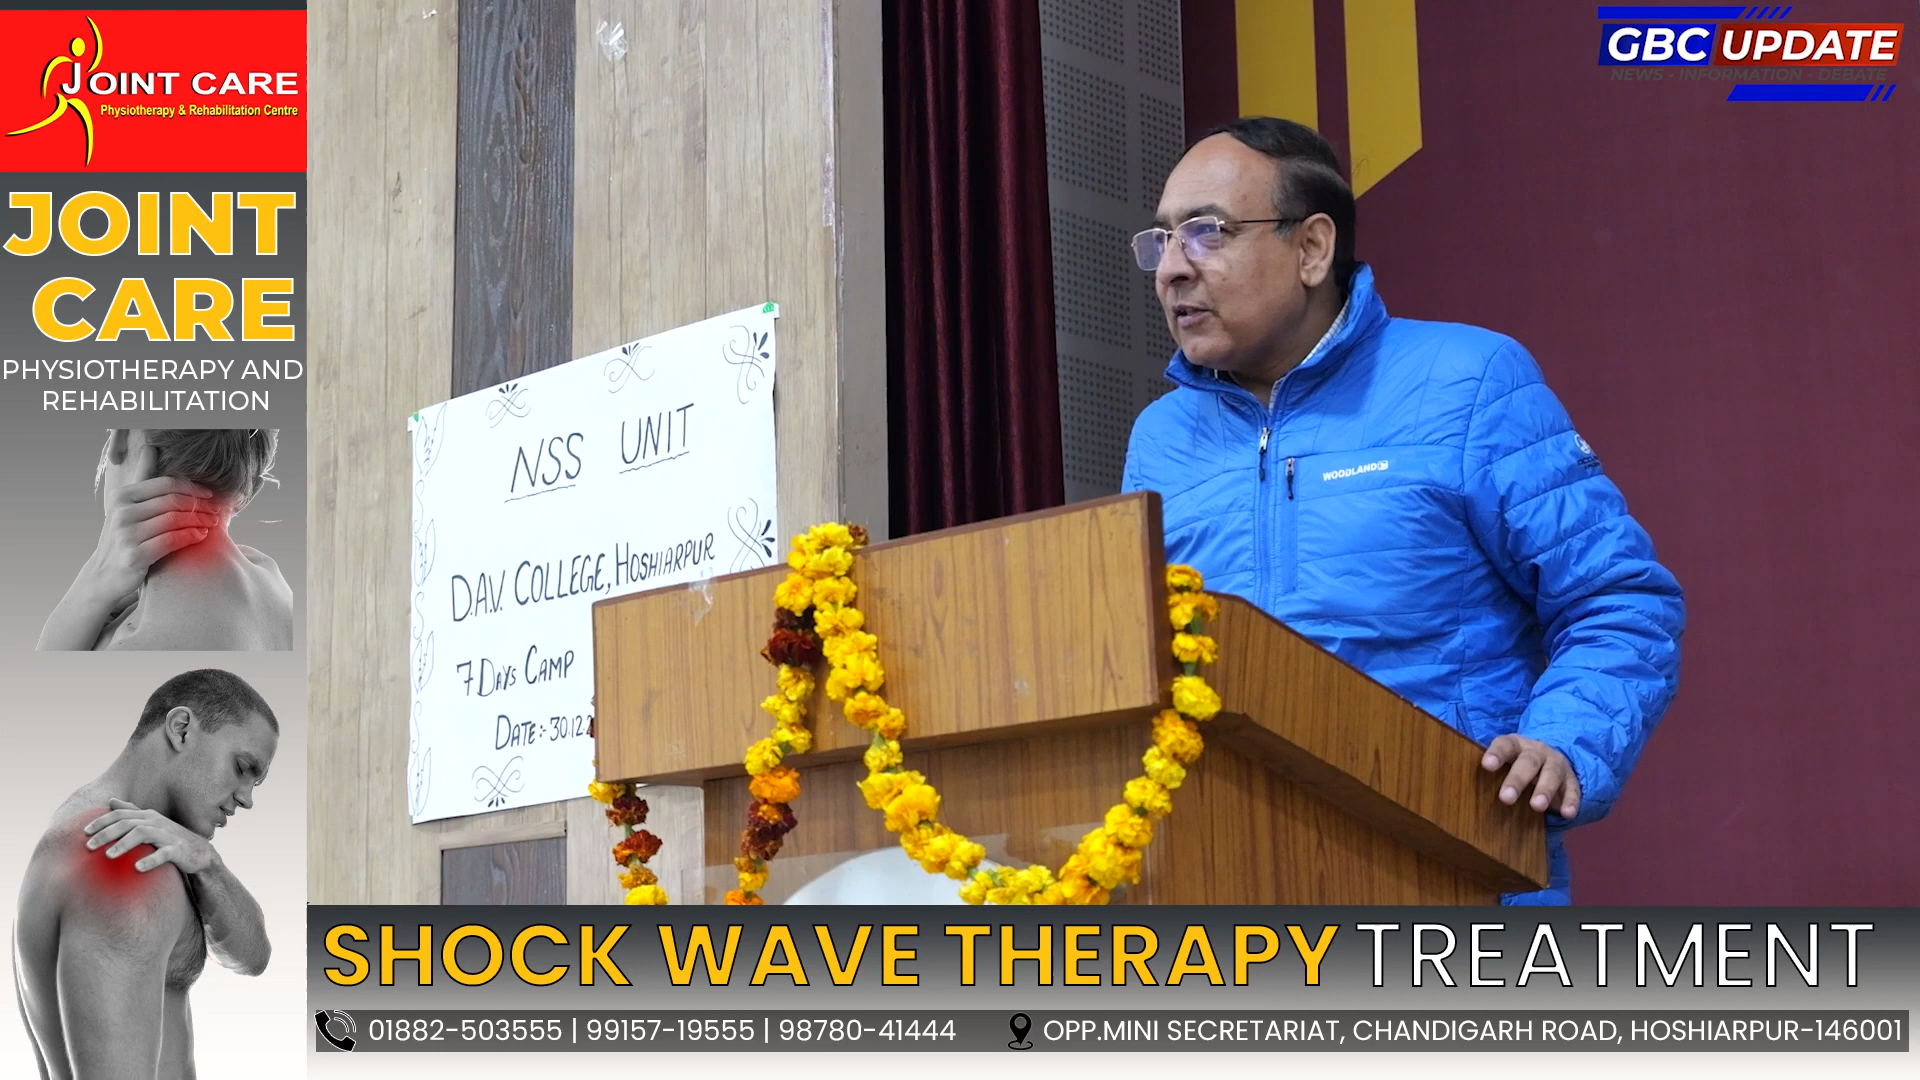 JOINT CARE
Physiotherapy & Rehabilitation Centre
JOINT
CARE
PHYSIOTHERAPY AND
REHABILITATION
GBC UPDATE
NEWS - INFORMATION - DEBATE
WOODLAND
NSS UNIT
D.A.V. COLLEGE, HOSHIARPUR
7 DAYS CAMP
DATE:- 30.12.2
SHOCK WAVE THERAPY TREATMENT
01882-503555 | 99157-19555 | 98780-41444
OPP.MINI SECRETARIAT, CHANDIGARH ROAD, HOSHIARPUR-146001